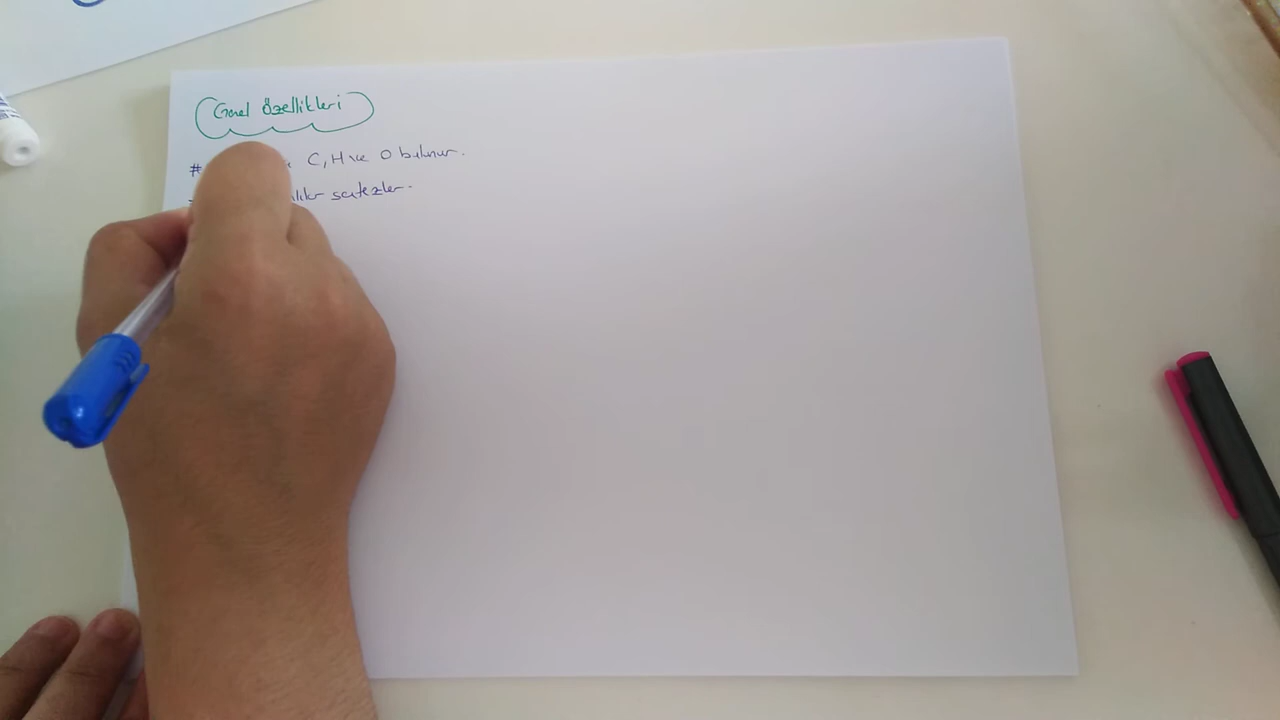 Genel Özellikleri
# C, H ve O bulunur.
sentezler.